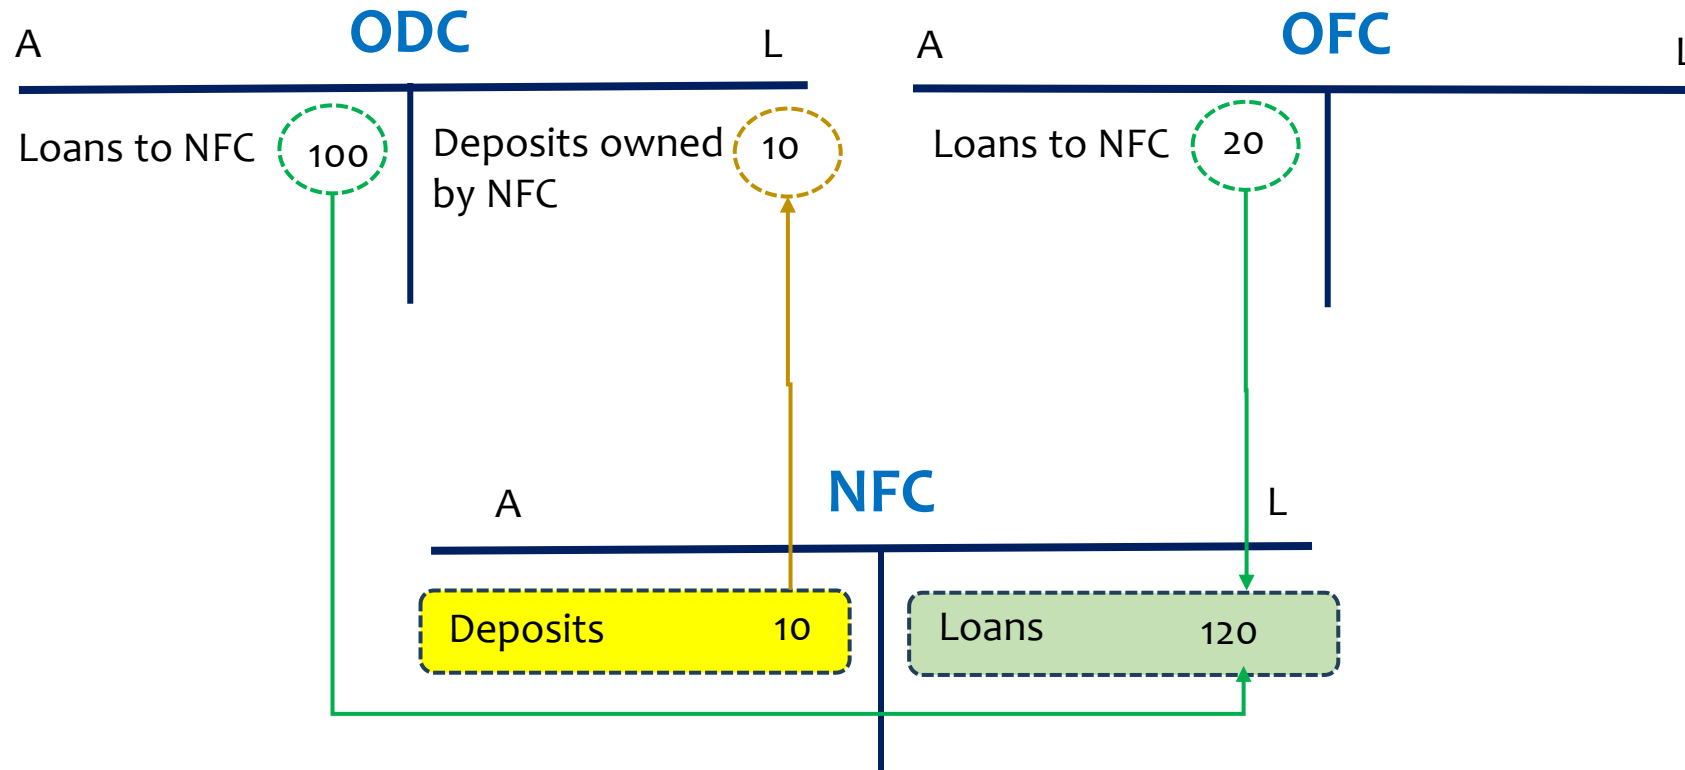 ODC
A L
Loans to NFC 100
Deposits owned 10
by NFC
OFC
A L
Loans to NFC 20
NFC
A L
Deposits 10
Loans 120